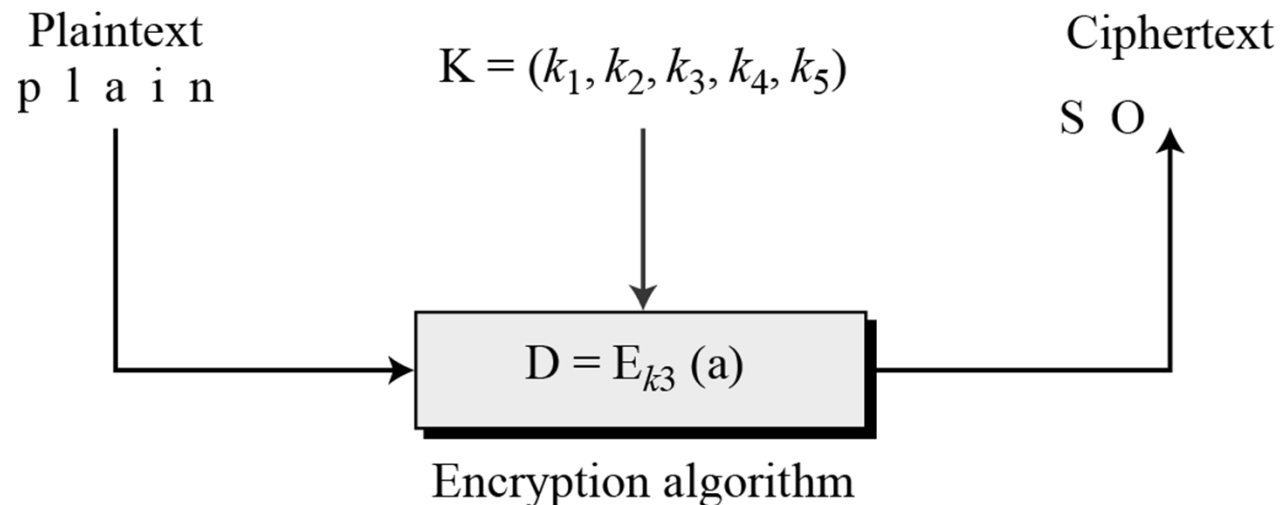 Plaintext
p l a i n
K = (k1, k2, k3, k4, k5)
Ciphertext
S O
D = Ek3 (a)
Encryption algorithm